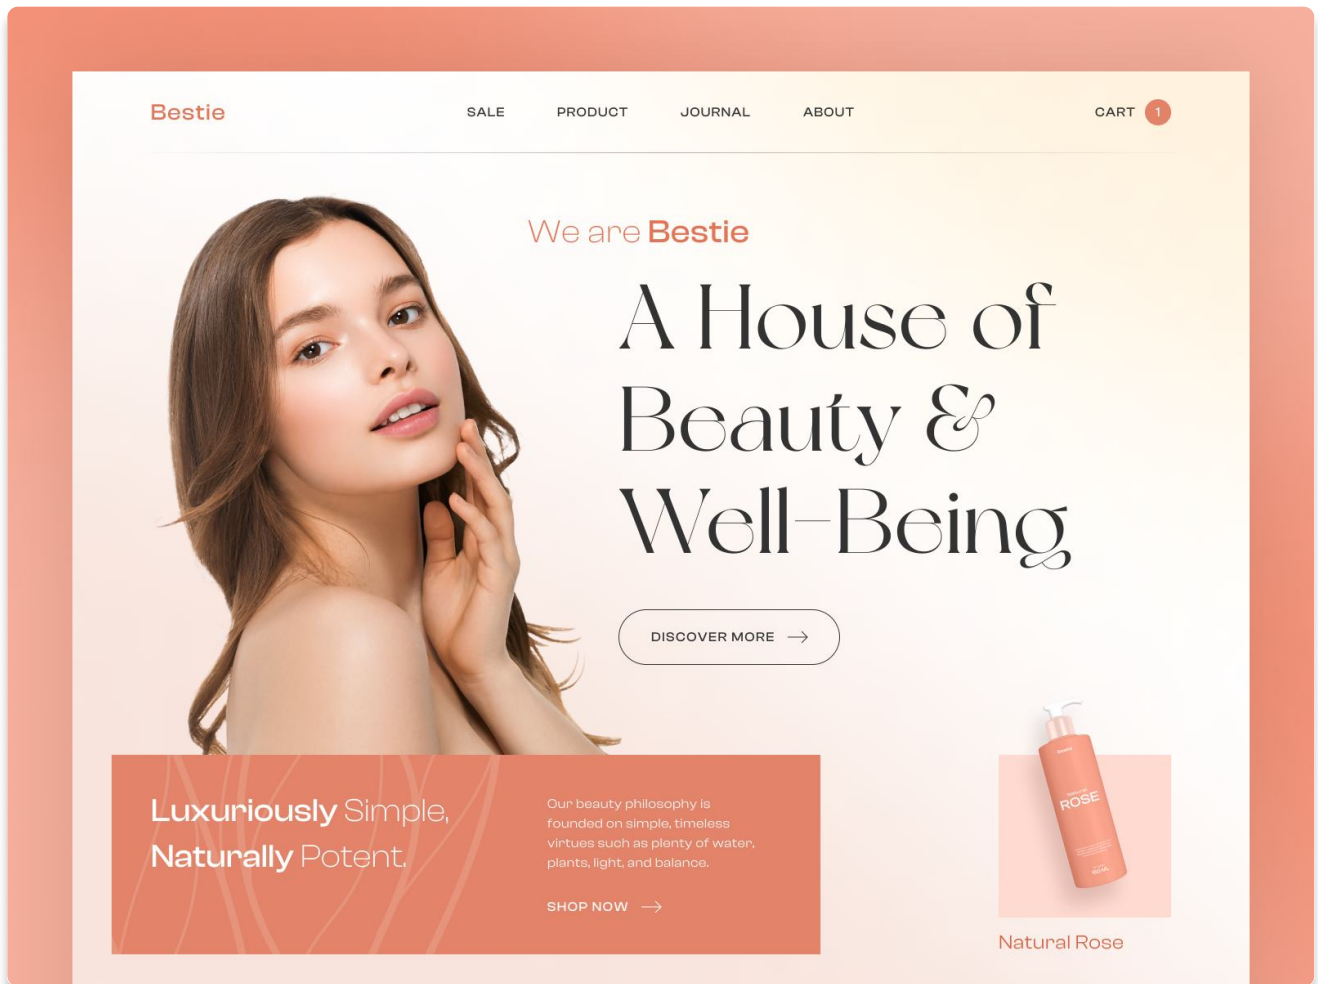 Bestie
SALE
PRODUCT
JOURNAL
ABOUT
CART
1
We are Bestie
A House of
Beauty &
Well-Being
DISCOVER MORE
Luxuriously Simple,
Naturally Potent.
Our beauty philosophy is
founded on simple, timeless
virtues such as plenty of water,
plants, light, and balance.
SHOP NOW
Bestie
Natural
ROSE
Natural Rose